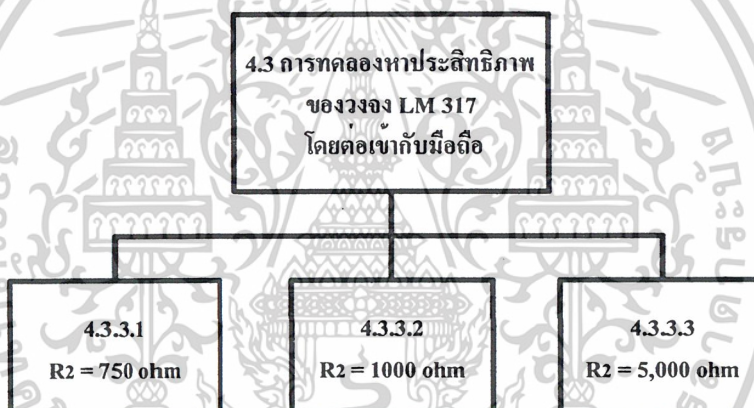 4.3 การทดลองหาประสิทธิภาพ
ของวงจง LM 317
โดยต่อเข้ากับมือถือ
4.3.3.1
R2 = 750 ohm
4.3.3.2
R2 = 1000 ohm
4.3.3.3
R2 = 5,000 ohm